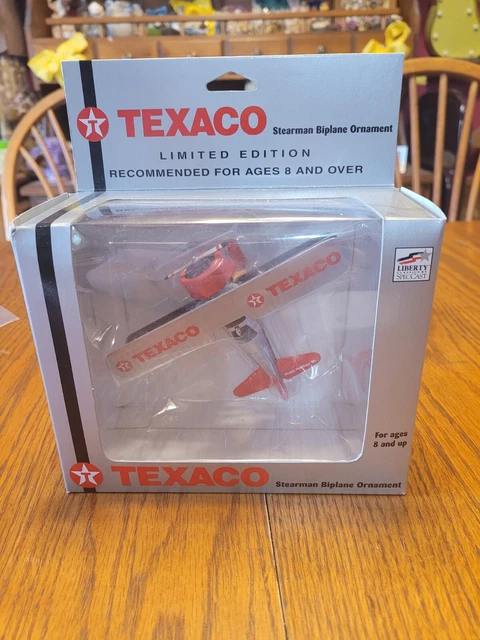 T TEXACO Stearman Biplane Ornament
LIMITED EDITION
RECOMMENDED FOR AGES 8 AND OVER
LIBERTY
SPECCAST
TEXACO
TEXACO
For ages
8 and up
T TEXACO Stearman Biplane Ornament